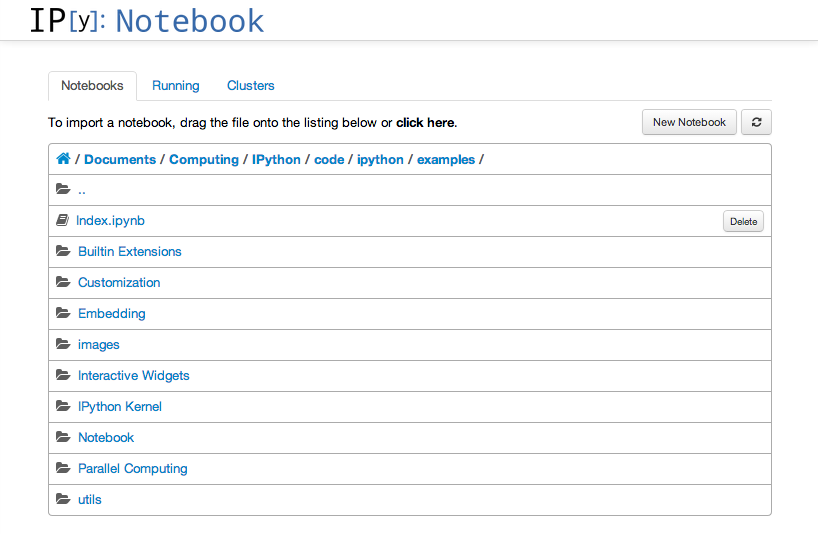 IP[y]: Notebook
Notebooks Running Clusters
To import a notebook, drag the file onto the listing below or click here. New Notebook
/ Documents / Computing / IPython / code / ipython / examples /
..
Index.ipynb Delete
Builtin Extensions
Customization
Embedding
images
Interactive Widgets
IPython Kernel
Notebook
Parallel Computing
utils